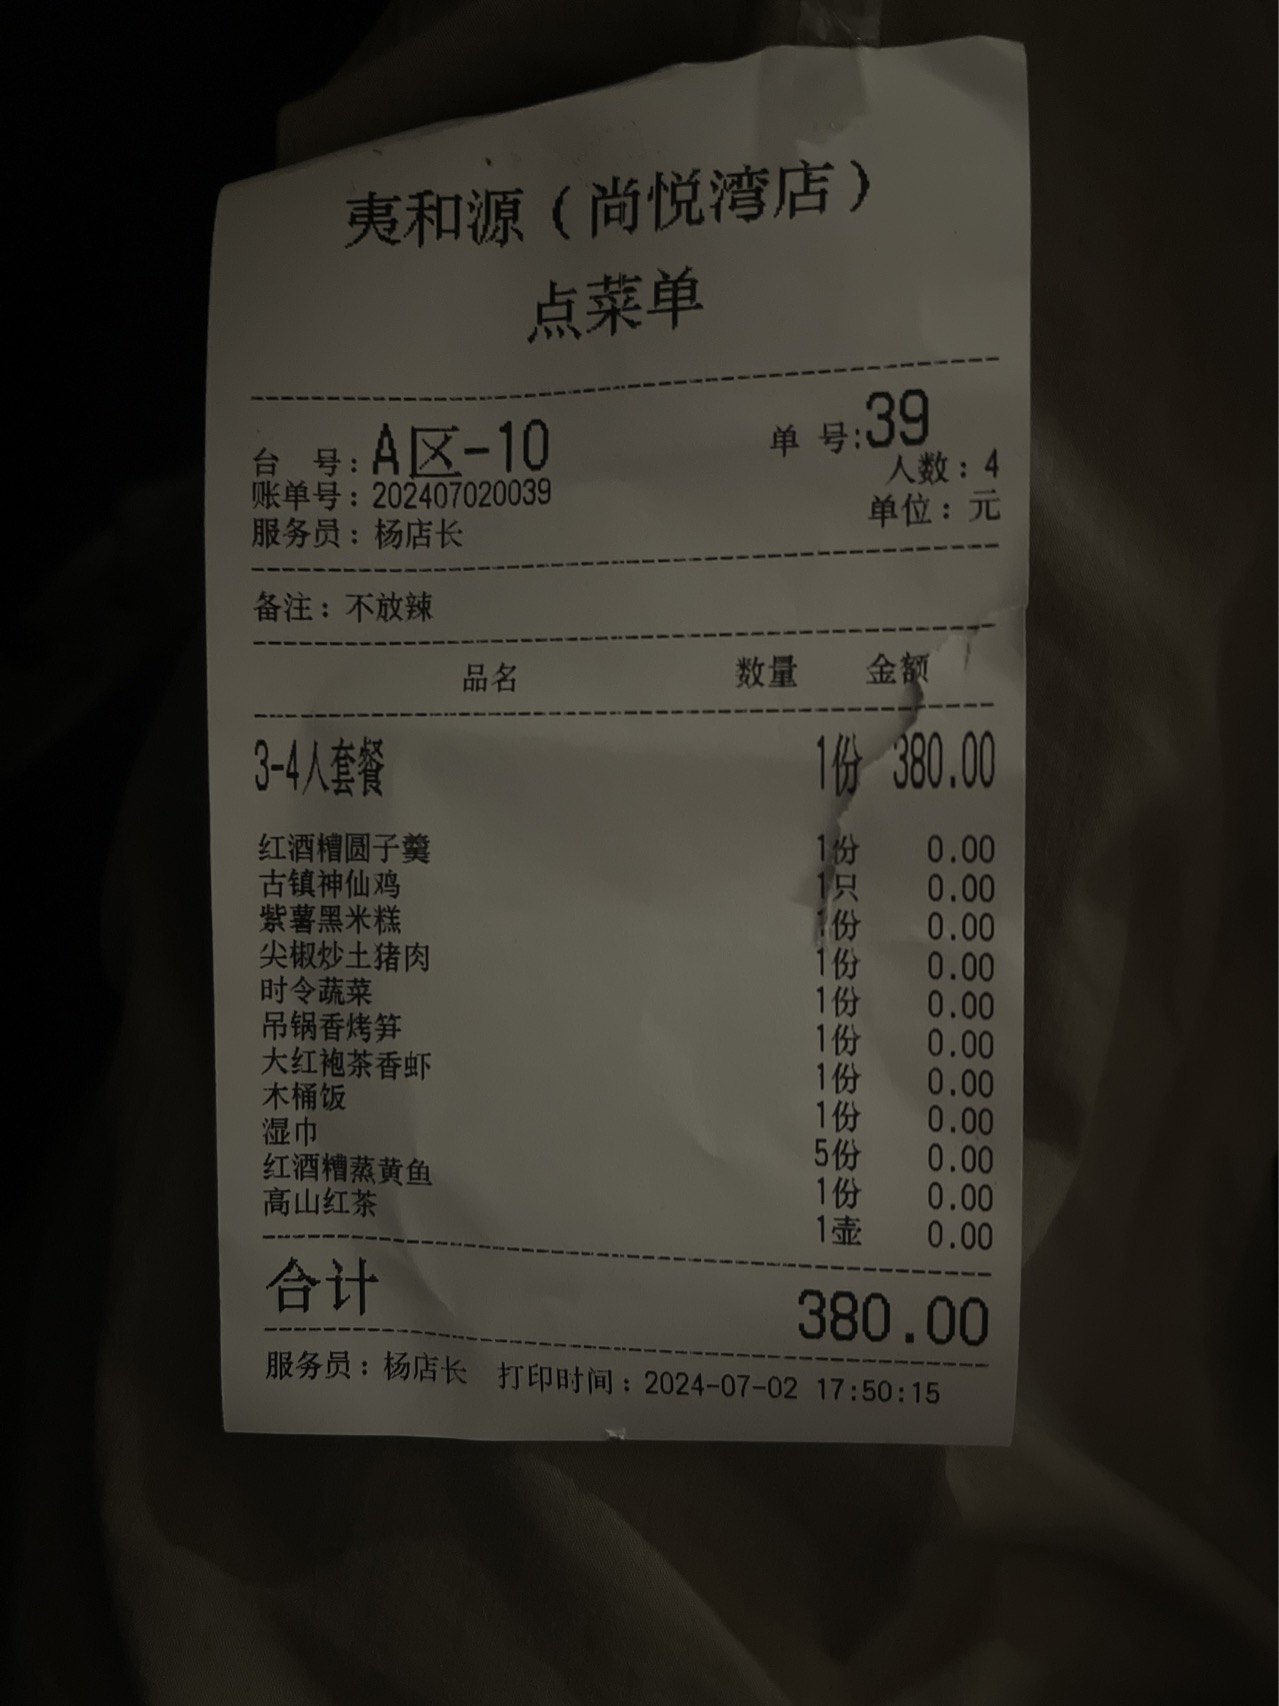 夷和源（尚悦湾店）
点菜单
台 号：A区-10 单 号:39
人数：4
账单号：202407020039
单位：元
服务员：杨店长
备注：不放辣
品名 数量 金额
3-4人套餐 1份 380.00
红酒糟圆子羹 1份 0.00
古镇神仙鸡 1只 0.00
紫薯黑米糕 1份 0.00
尖椒炒土猪肉 1份 0.00
时令蔬菜 1份 0.00
吊锅香烤笋 1份 0.00
大红袍茶香虾 1份 0.00
木桶饭 1份 0.00
湿巾 5份 0.00
红酒糟蒸黄鱼 1份 0.00
高山红茶 1壶 0.00
合计 380.00
服务员：杨店长 打印时间：2024-07-02 17:50:15